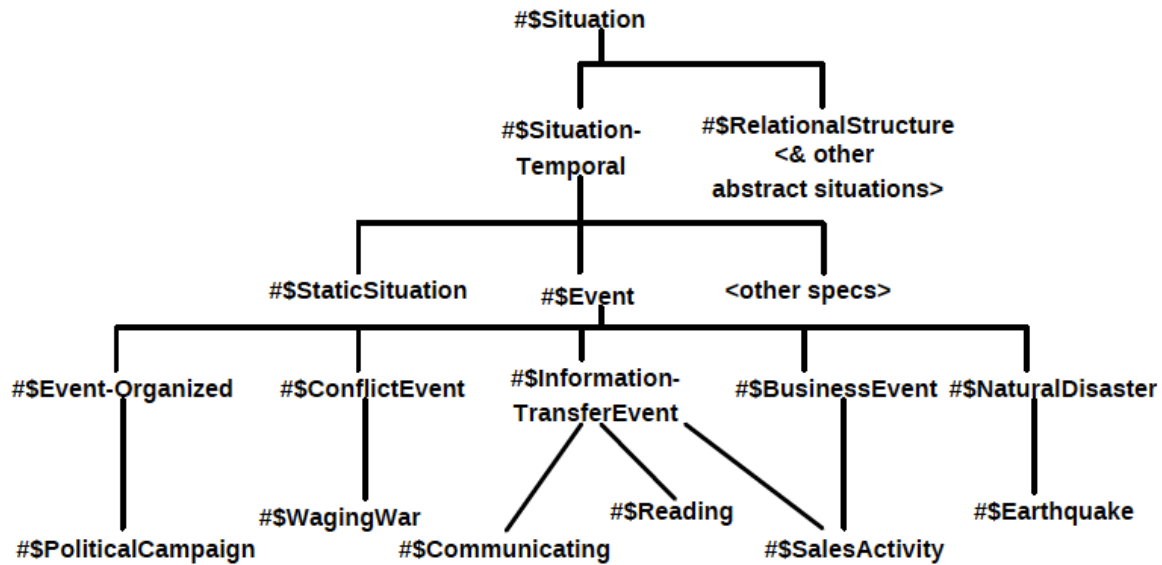 #$Situation
#$Situation-
Temporal
#$RelationalStructure
<& other
abstract situations>
#$StaticSituation
#$Event
<other specs>
#$Event-Organized
#$ConflictEvent
#$Information-
TransferEvent
#$BusinessEvent
#$NaturalDisaster
#$WagingWar
#$Reading
#$Earthquake
#$PoliticalCampaign
#$Communicating
#$SalesActivity